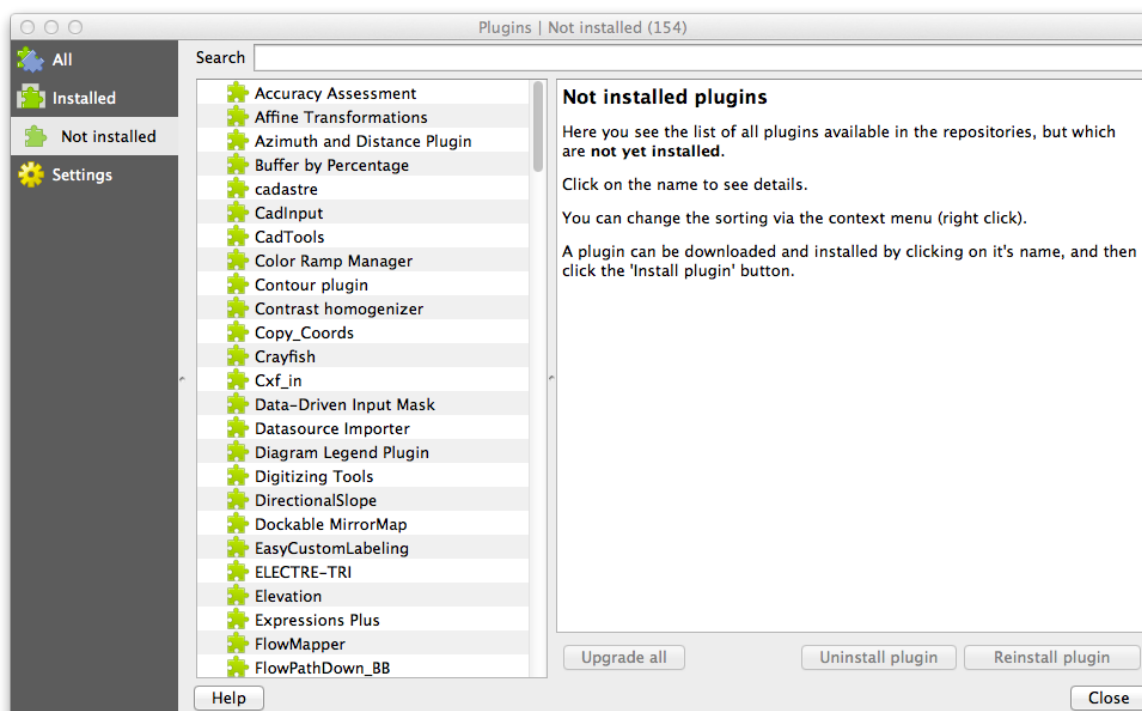 Plugins | Not installed (154)
All
Installed
Not installed
Settings
Search
Accuracy Assessment
Affine Transformations
Azimuth and Distance Plugin
Buffer by Percentage
cadastre
CadInput
CadTools
Color Ramp Manager
Contour plugin
Contrast homogenizer
Copy_Coords
Crayfish
Cxf_in
Data-Driven Input Mask
Datasource Importer
Diagram Legend Plugin
Digitizing Tools
DirectionalSlope
Dockable MirrorMap
EasyCustomLabeling
ELECTRE-TRI
Elevation
Expressions Plus
FlowMapper
FlowPathDown_BB
Not installed plugins
Here you see the list of all plugins available in the repositories, but which
are not yet installed.
Click on the name to see details.
You can change the sorting via the context menu (right click).
A plugin can be downloaded and installed by clicking on it's name, and then
click the 'Install plugin' button.
Upgrade all
Uninstall plugin
Reinstall plugin
Help
Close